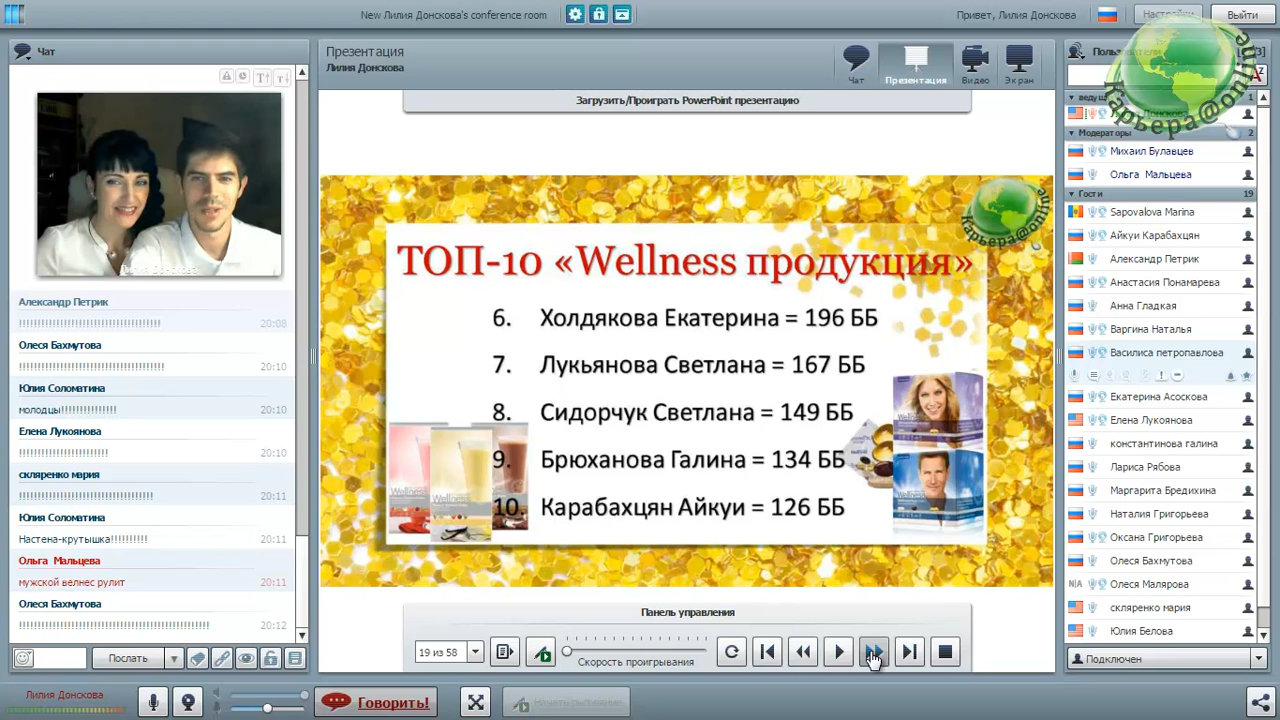 New Лилия Донскова's conference room
Привет, Лилия Донскова
Настройки
Выйти
Чат
Александр Петрик
!!!!!!!!!!!!!!!!!!!!!!!!!!!!!!!!!!! 20:08
Олеся Бахмутова
!!!!!!!!!!!!!!!!!!!!!!!!!!!!!!!!!!!! 20:10
Юлия Соломатина
молодцы!!!!!!!!!!!!!! 20:10
Елена Лукоянова
!!!!!!!!!!!!!!!!!!!!!! 20:10
скляренко мария
!!!!!!!!!!!!!!!!!!!!!!!!!!!!!!!!! 20:11
Юлия Соломатина
Настена-крутышка!!!!!!!!!! 20:11
Ольга Мальцева
мужской велнес рулит 20:11
Олеся Бахмутова
!!!!!!!!!!!!!!!!!!!!!!!!!!!!!!!!!!!!!!!!!!!!!!! 20:12
Послать
Презентация
Лилия Донскова
Чат
Презентация
Видео
Экран
Загрузить/Проиграть PowerPoint презентацию
карьера@online
ТОП-10 «Wellness продукция»
6. Холдякова Екатерина = 196 ББ
7. Лукьянова Светлана = 167 ББ
8. Сидорчук Светлана = 149 ББ
9. Брюханова Галина = 134 ББ
10. Карабахцян Айкуи = 126 ББ
Панель управления
19 из 58
Скорость проигрывания
карьера@online
Модераторы 2
Михаил Булавцев
Ольга Мальцева
Гости 19
Sapovalova Marina
Айкуи Карабахцян
Александр Петрик
Анастасия Понамарева
Анна Гладкая
Варгина Наталья
Василиса петропавлова
Екатерина Асоскова
Елена Лукоянова
константинова галина
Лариса Рябова
Маргарита Бредихина
Наталия Григорьева
Оксана Григорьева
Олеся Бахмутова
N/A Олеся Малярова
скляренко мария
Юлия Белова
Подключен
Лилия Донскова
Говорить!